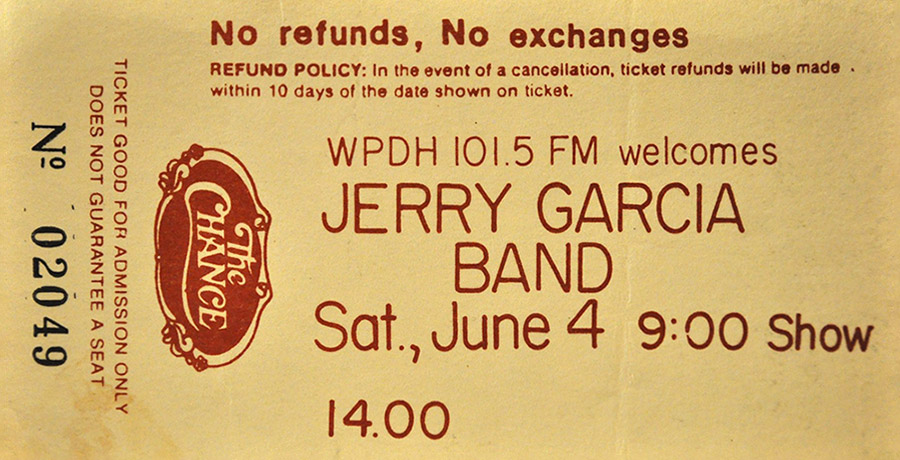 No refunds, No exchanges
REFUND POLICY: In the event of a cancellation, ticket refunds will be made
within 10 days of the date shown on ticket.
WPDH 101.5 FM welcomes
JERRY GARCIA
BAND
Sat., June 4 9:00 Show
14.00
The
CHANCE
TICKET GOOD FOR ADMISSION ONLY
DOES NOT GUARANTEE A SEAT
Nº 02049